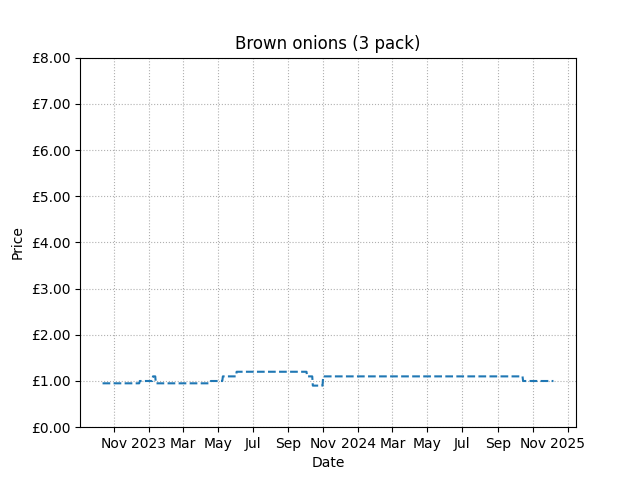 Brown onions (3 pack)
£8.00
£7.00
£6.00
£5.00
£4.00
£3.00
£2.00
£1.00
£0.00
Price
Nov 2023 Mar May Jul Sep Nov 2024 Mar May Jul Sep Nov 2025
Date